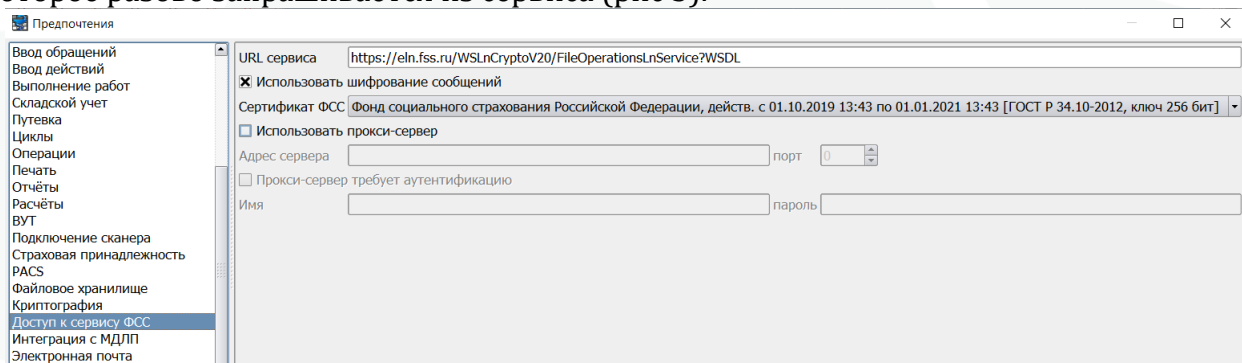 Предпочтения
Ввод обращений
Ввод действий
Выполнение работ
Складской учет
Путевка
Циклы
Операции
Печать
Отчёты
Расчёты
ВУТ
Подключение сканера
Страховая принадлежность
PACS
Файловое хранилище
Криптография
Доступ к сервису ФСС
Интеграция с МДЛП
Электронная почта
URL сервиса https://eln.fss.ru/WSLnCryptoV20/FileOperationsLnService?WSDL
Использовать шифрование сообщений
Сертификат ФСС Фонд социального страхования Российской Федерации, действ. с 01.10.2019 13:43 по 01.01.2021 13:43 [ГОСТ Р 34.10-2012, ключ 256 бит]
Использовать прокси-сервер
Адрес сервера порт 0
Прокси-сервер требует аутентификацию
Имя пароль